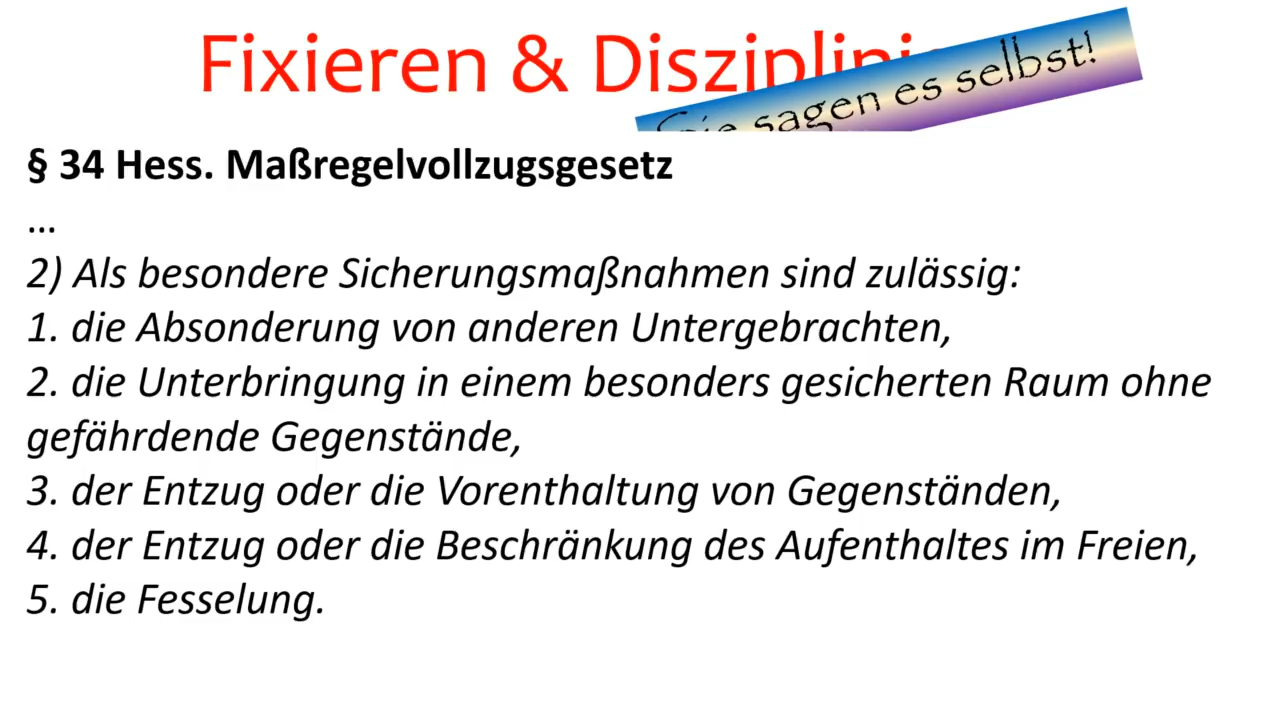 Fixieren & Disziplini
Sie sagen es selbst!
§ 34 Hess. Maßregelvollzugsgesetz
...
2) Als besondere Sicherungsmaßnahmen sind zulässig:
1. die Absonderung von anderen Untergebrachten,
2. die Unterbringung in einem besonders gesicherten Raum ohne
gefährdende Gegenstände,
3. der Entzug oder die Vorenthaltung von Gegenständen,
4. der Entzug oder die Beschränkung des Aufenthaltes im Freien,
5. die Fesselung.